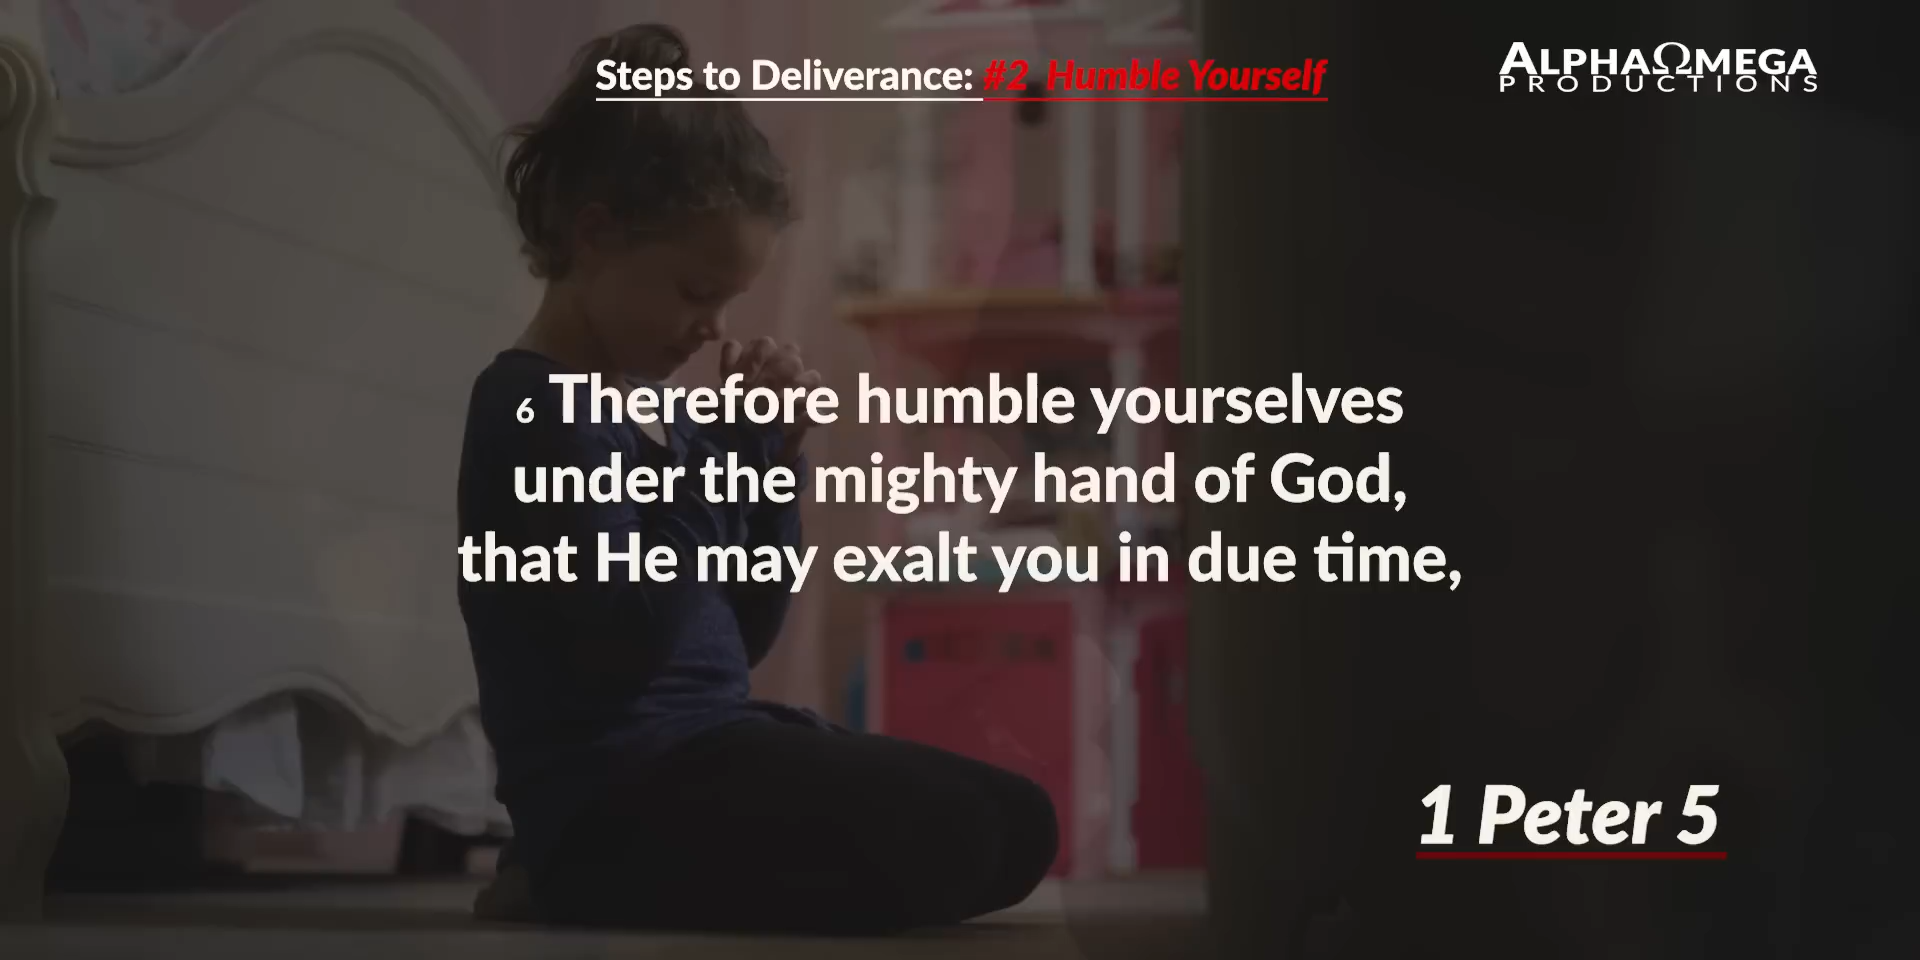 Steps to Deliverance: #2 Humble Yourself
ALPHAΩMEGA
PRODUCTIONS
6 Therefore humble yourselves
under the mighty hand of God,
that He may exalt you in due time,
1 Peter 5